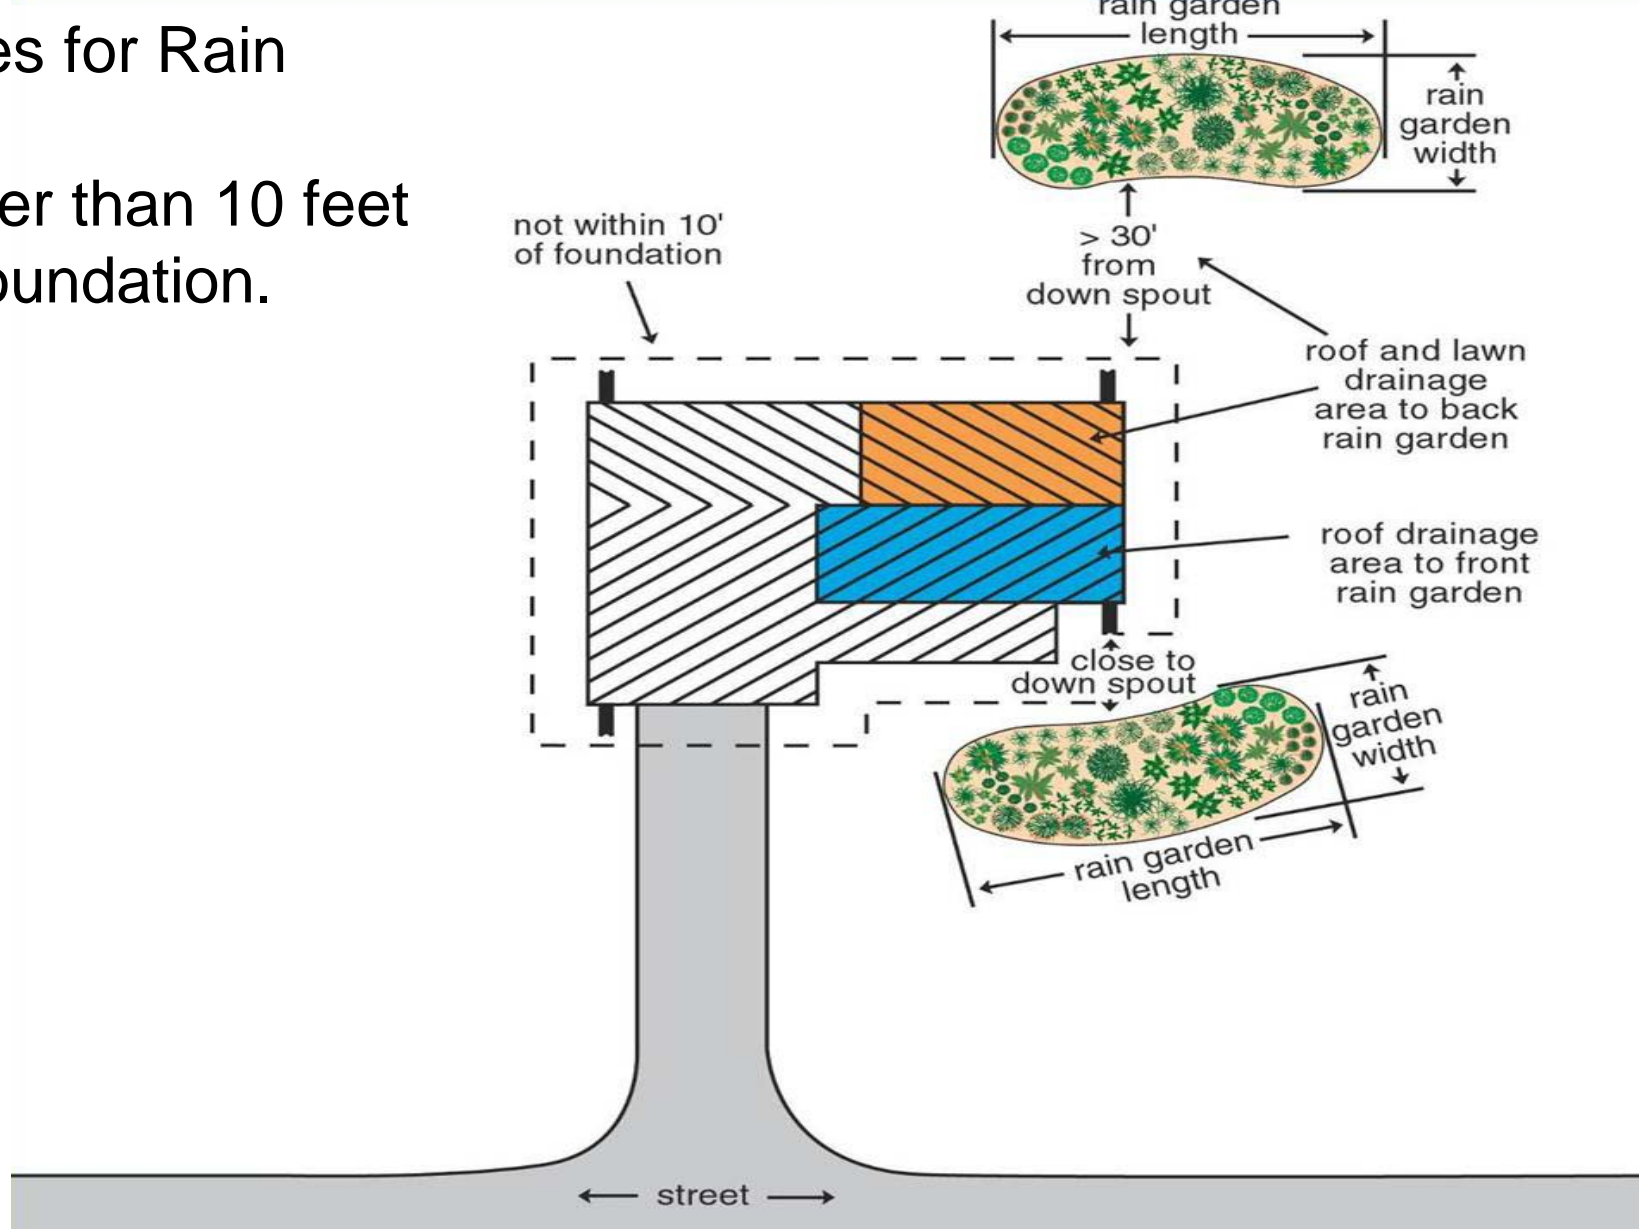 es for Rain
er than 10 feet
oundation.
rain garden
length
rain
garden
width
not within 10'
of foundation
> 30'
from
down spout
roof and lawn
drainage
area to back
rain garden
roof drainage
area to front
rain garden
close to
down spout
rain
garden
width
rain garden
length
street